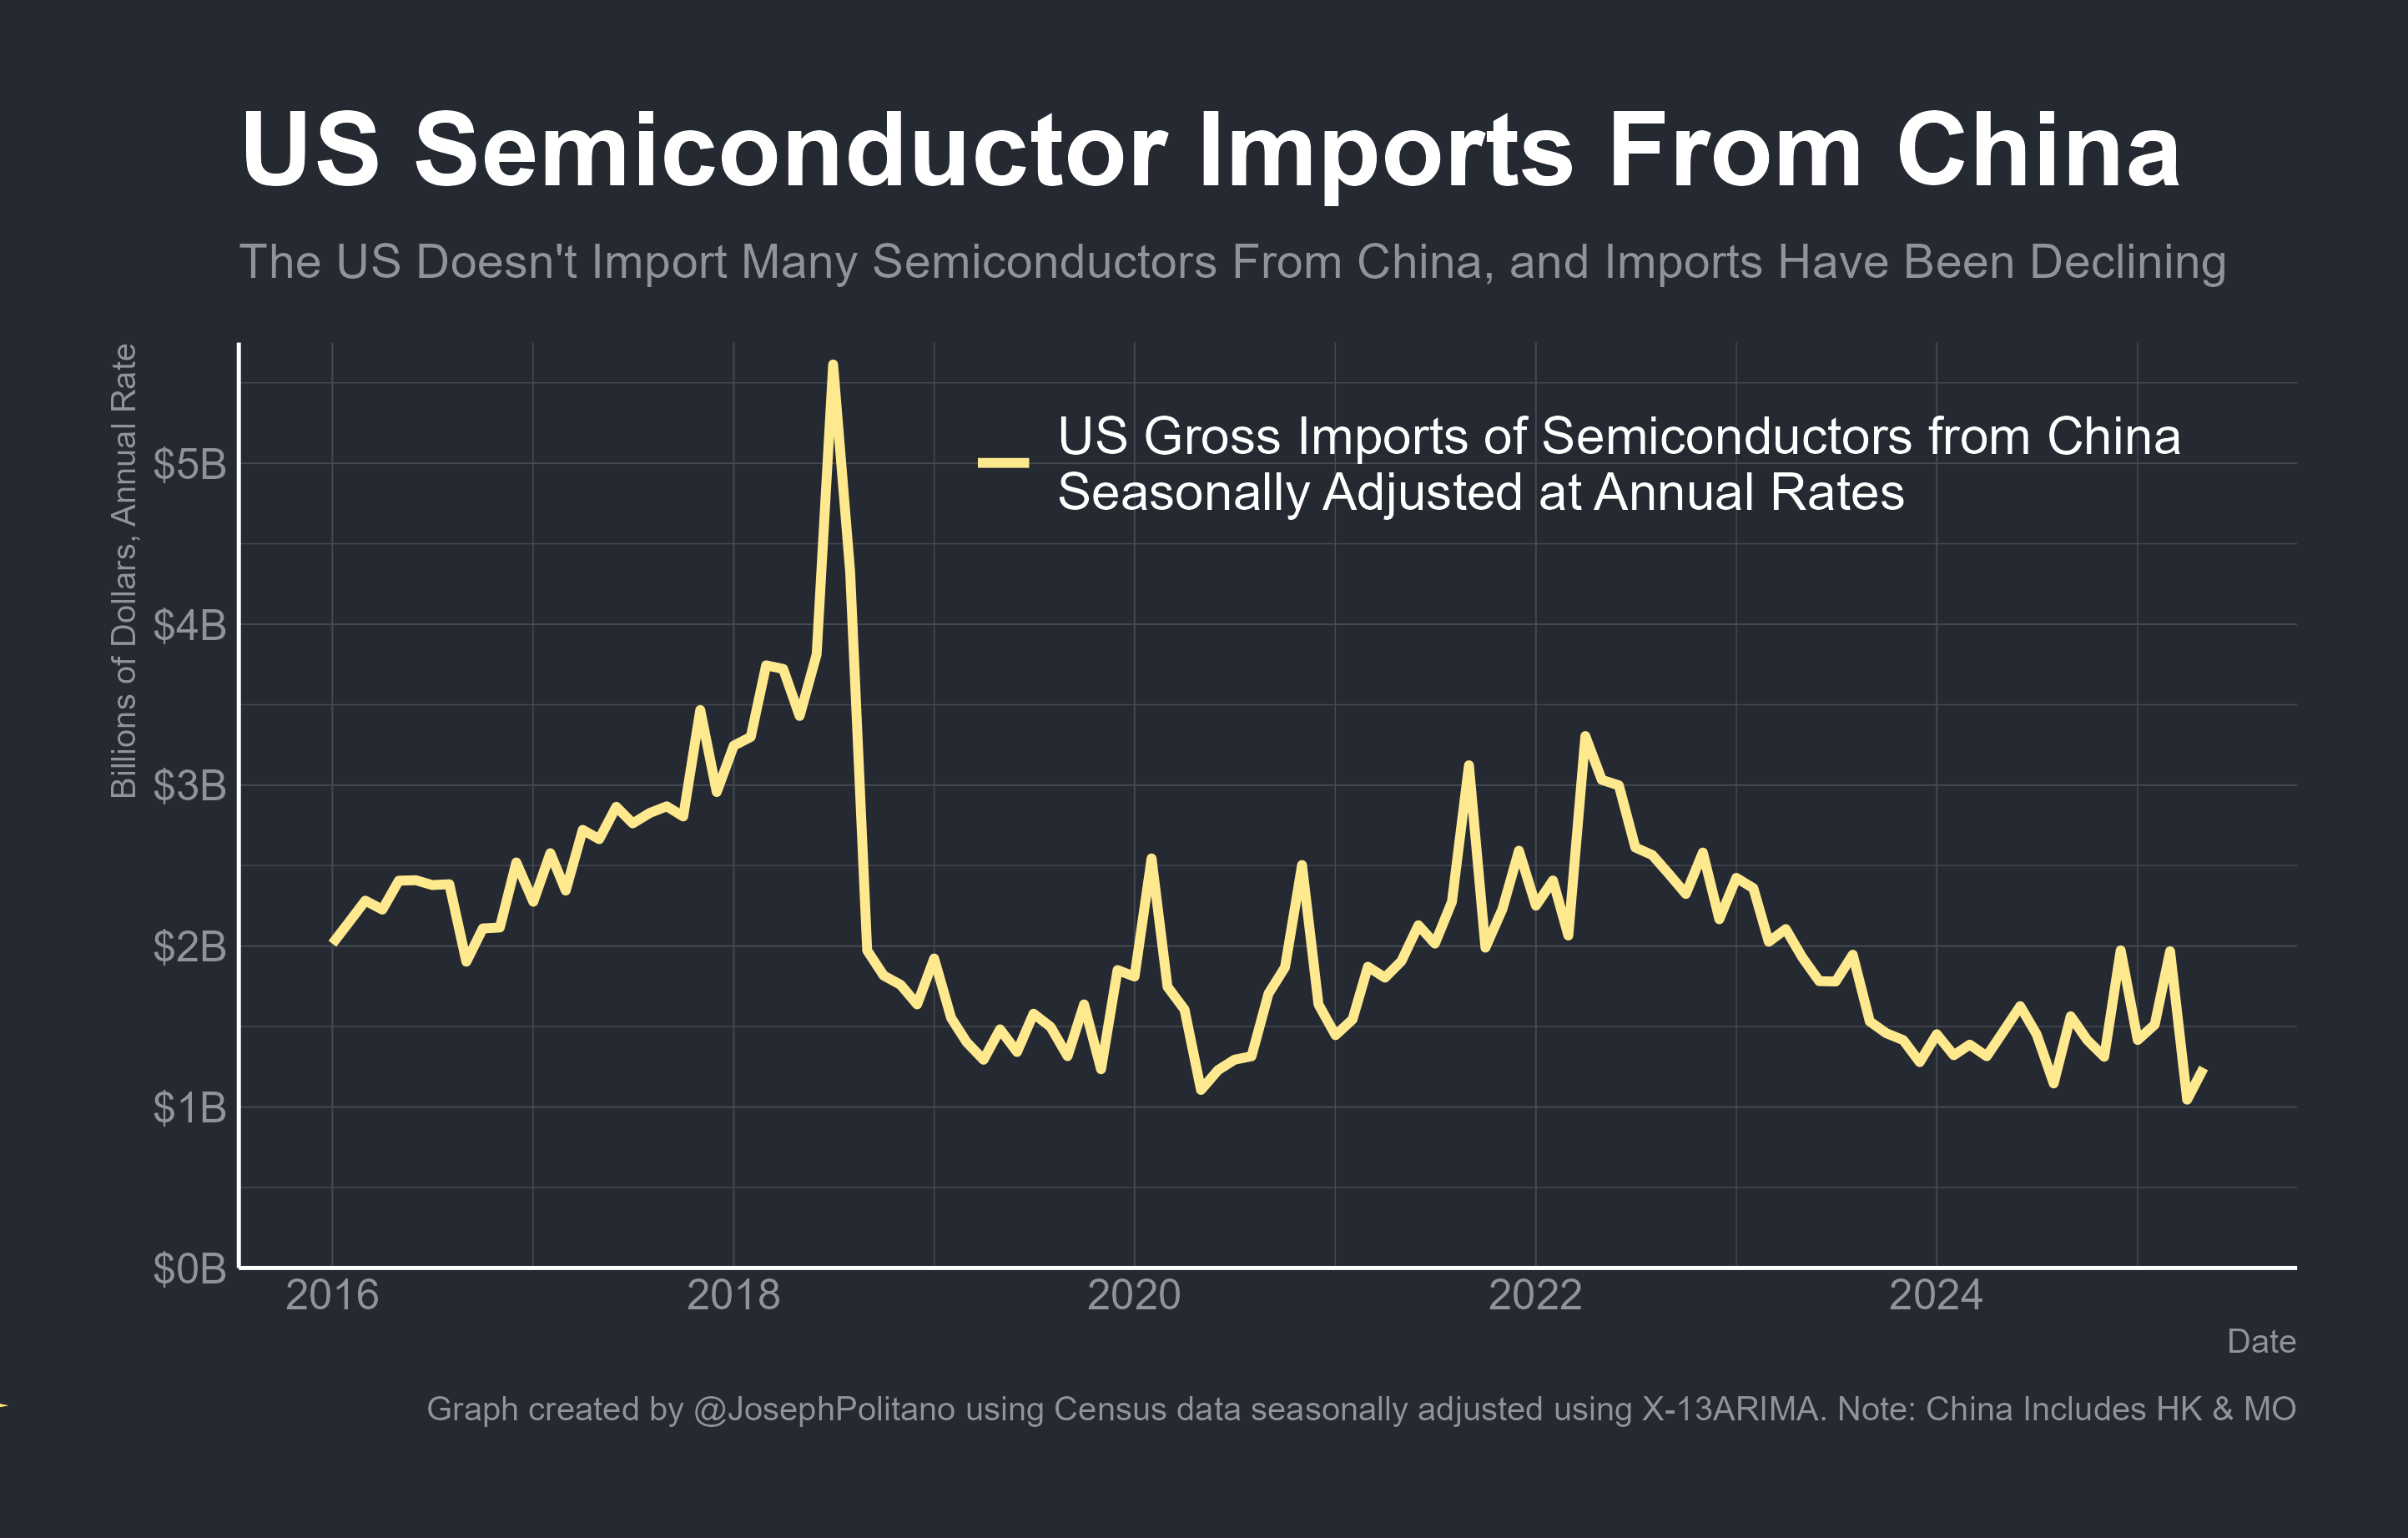 US Semiconductor Imports From China
The US Doesn't Import Many Semiconductors From China, and Imports Have Been Declining
Billions of Dollars, Annual Rate
US Gross Imports of Semiconductors from China
Seasonally Adjusted at Annual Rates
$5B
$4B
$3B
$2B
$1B
$0B
2016 2018 2020 2022 2024
Date
Graph created by @JosephPolitano using Census data seasonally adjusted using X-13ARIMA. Note: China Includes HK & MO